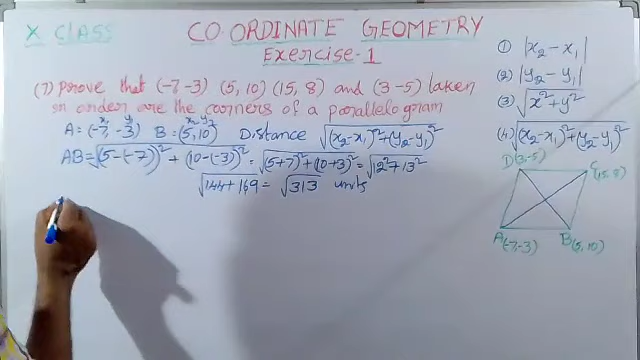 X CLASS
CO ORDINATE GEOMETRY
Exercise-1
(7) Prove that (-7,-3) (5,10) (15,8) and (3-5) taken
in order are the corners of a parallelogram
x₁ y₁ x₂ y₂
A = (-7,-3) B = (5,10) Distance √(x₂-x₁)²+(y₂-y₁)²
AB = √(5-(-7))² + (10-(-3))² = √(5+7)²+(10+3)² = √12²+13²
√144+169 = √313 units
① |x₂-x₁|
(2) |y₂-y₁|
(3) √x²+y²
(4) √(x₂-x₁)²+(y₂-y₁)²
D(3-5)
C(15,8)
A(-7,-3)
B(5,10)